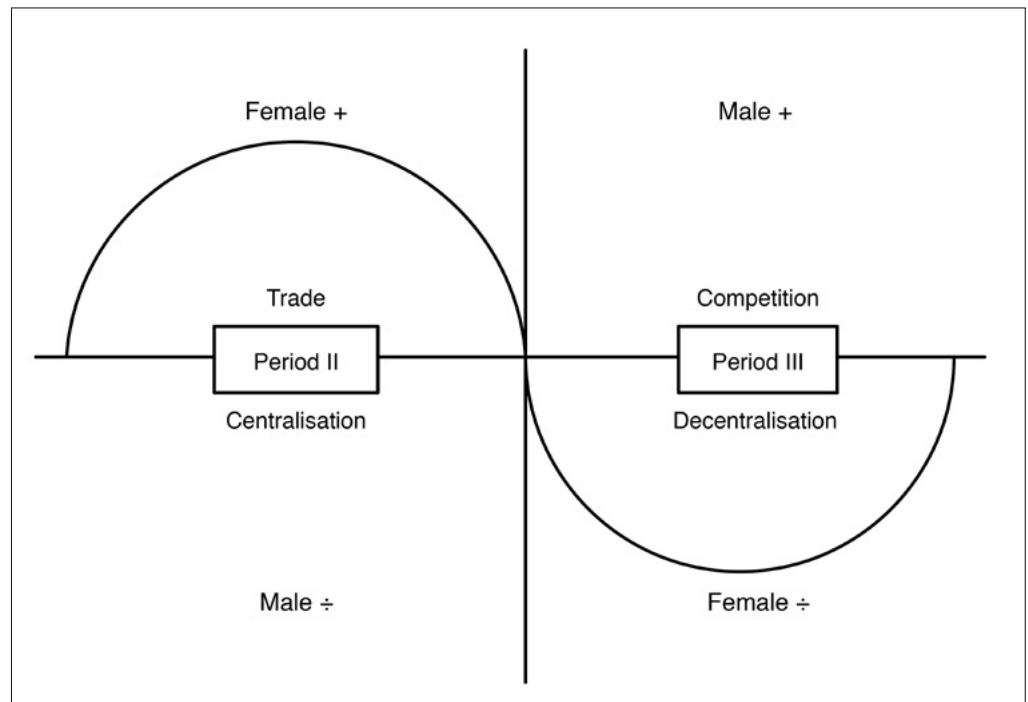 Female +
Male +
Trade
Competition
Period II
Period III
Centralisation
Decentralisation
Male ÷
Female ÷